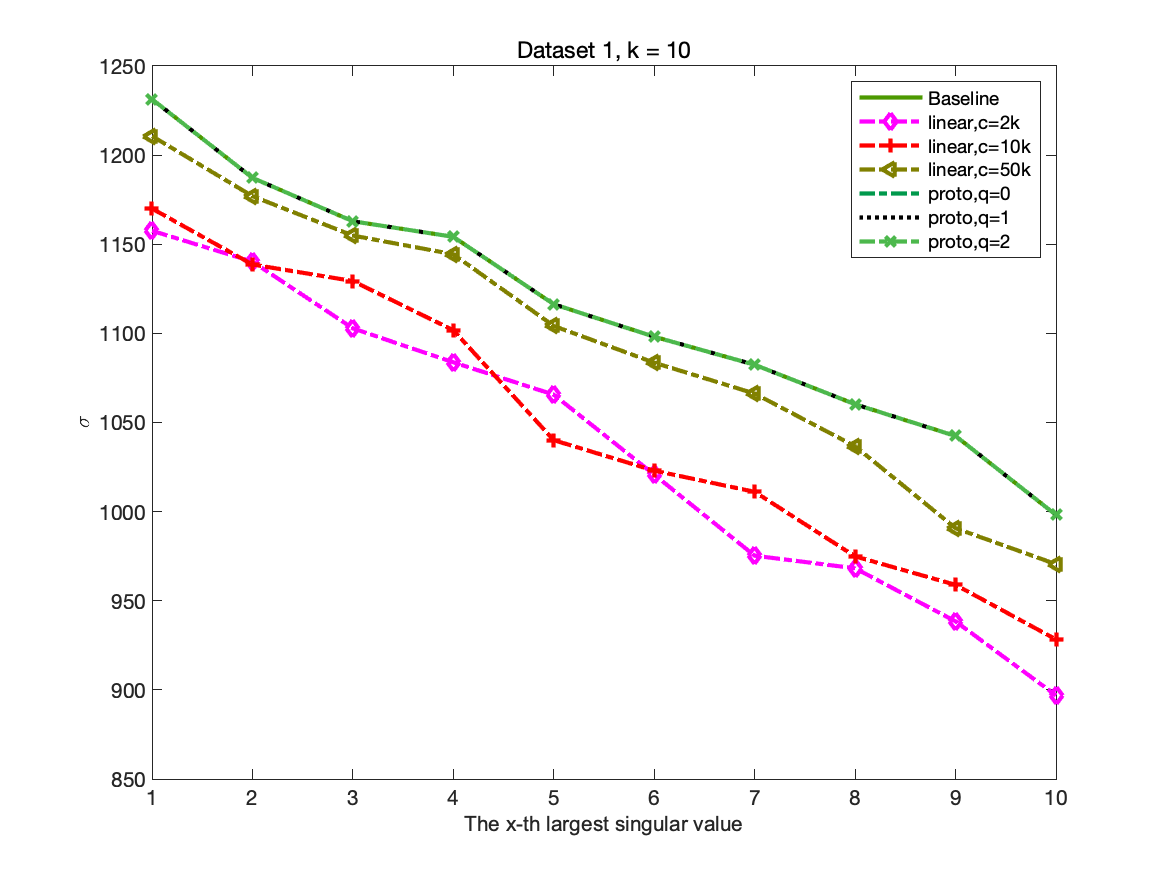 Dataset 1, k = 10
1250
1200
1150
1100
1050
1000
950
900
850
σ
Baseline
linear,c=2k
linear,c=10k
linear,c=50k
proto,q=0
proto,q=1
proto,q=2
1 2 3 4 5 6 7 8 9 10
The x-th largest singular value